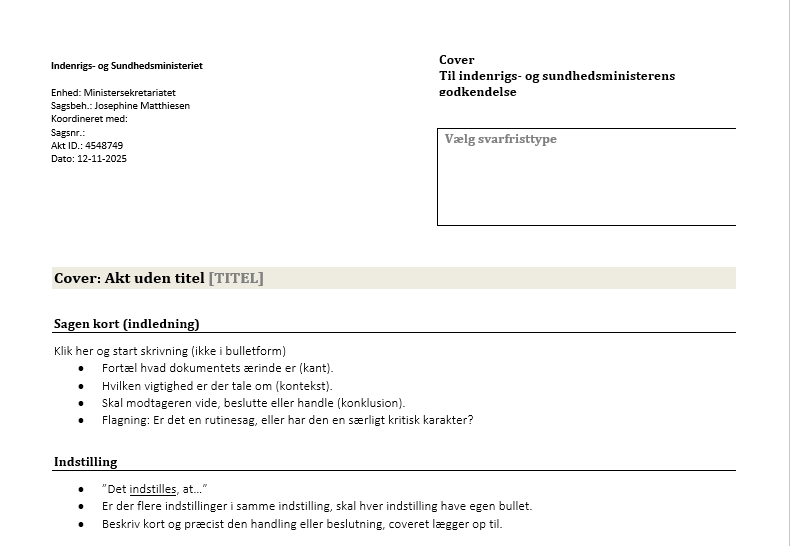 Indenrigs- og Sundhedsministeriet
Enhed: Ministersekretariatet
Sagsbeh.: Josephine Matthiesen
Koordineret med:
Sagsnr.:
Akt ID.: 4548749
Dato: 12-11-2025
Cover
Til indenrigs- og sundhedsministerens
godkendelse
Vælg svarfristtype
Cover: Akt uden titel [TITEL]
Sagen kort (indledning)
Klik her og start skrivning (ikke i bulletform)
• Fortæl hvad dokumentets ærinde er (kant).
• Hvilken vigtighed er der tale om (kontekst).
• Skal modtageren vide, beslutte eller handle (konklusion).
• Flagning: Er det en rutinesag, eller har den en særligt kritisk karakter?
Indstilling
• ”Det indstilles, at…”
• Er der flere indstillinger i samme indstilling, skal hver indstilling have egen bullet.
• Beskriv kort og præcist den handling eller beslutning, coveret lægger op til.